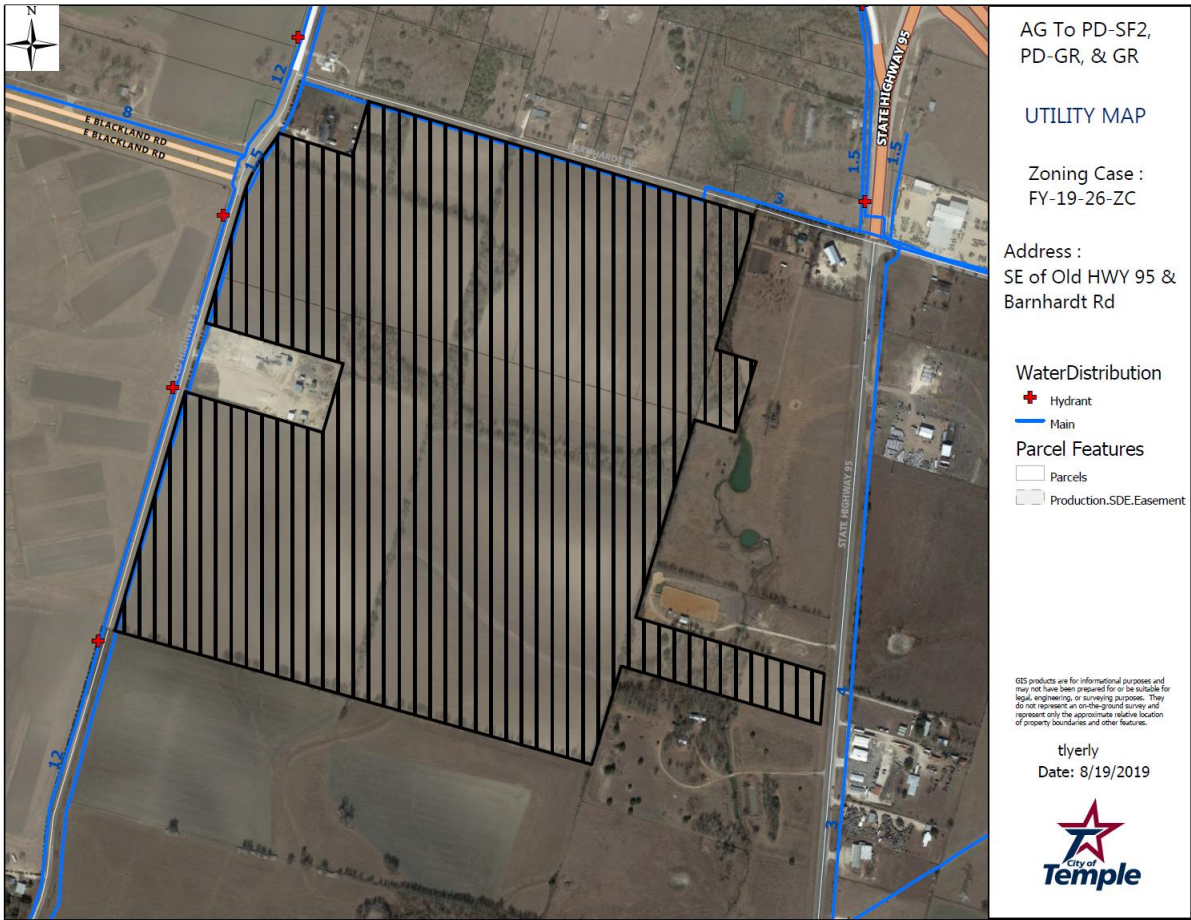 N
12
8
E BLACKLAND RD
E BLACKLAND RD
1.5
BARNHARDT RD
3
1.5
STATE HIGHWAY 95
1.5
OLD HIGHWAY 95
STATE HIGHWAY 95
4
3
12
AG To PD-SF2,
PD-GR, & GR
UTILITY MAP
Zoning Case :
FY-19-26-ZC
Address :
SE of Old HWY 95 &
Barnhardt Rd
WaterDistribution
Hydrant
Main
Parcel Features
Parcels
Production.SDE.Easement
GIS products are for informational purposes and
may not have been prepared for or be suitable for
legal, engineering, or surveying purposes. They
do not represent an on-the-ground survey and
represent only the approximate relative location
of property boundaries and other features.
tlyerly
Date: 8/19/2019
City of
Temple